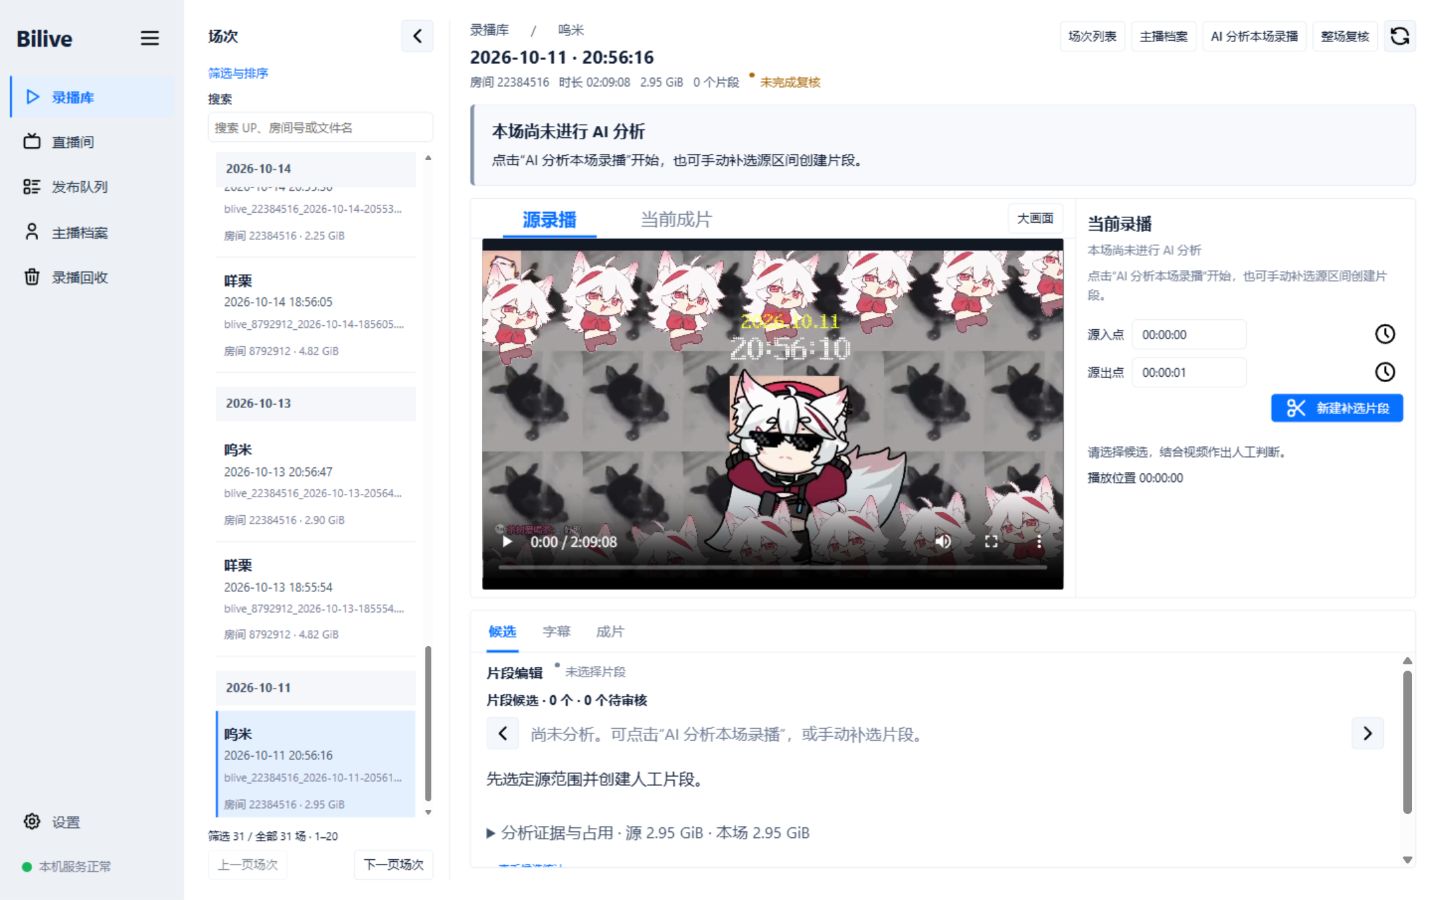 Bilive
录播库
直播间
发布队列
主播档案
录播回收
设置
本机服务正常
场次
筛选与排序
搜索
搜索 UP、房间号或文件名
2026-10-14
blive_22384516_2026-10-14-20553...
房间 22384516 · 2.25 GiB
咩栗
2026-10-14 18:56:05
blive_8792912_2026-10-14-185605....
房间 8792912 · 4.82 GiB
2026-10-13
呜米
2026-10-13 20:56:47
blive_22384516_2026-10-13-20564...
房间 22384516 · 2.90 GiB
咩栗
2026-10-13 18:55:54
blive_8792912_2026-10-13-185554....
房间 8792912 · 4.82 GiB
2026-10-11
呜米
2026-10-11 20:56:16
blive_22384516_2026-10-11-20561...
房间 22384516 · 2.95 GiB
筛选 31 / 全部 31 场 · 1–20
上一页场次
下一页场次
录播库 / 呜米
2026-10-11 · 20:56:16
房间 22384516 时长 02:09:08 2.95 GiB 0 个片段 未完成复核
场次列表
主播档案
AI 分析本场录播
整场复核
本场尚未进行 AI 分析
点击“AI 分析本场录播”开始，也可手动补选源区间创建片段。
源录播
当前成片
大画面
2026.10.11
20:56:10
0:00 / 2:09:08
当前录播
本场尚未进行 AI 分析
点击“AI 分析本场录播”开始，也可手动补选源区间创建片
段。
源入点 00:00:00
源出点 00:00:01
新建补选片段
请选择候选，结合视频作出人工判断。
播放位置 00:00:00
候选
字幕
成片
片段编辑 未选择片段
片段候选 · 0 个 · 0 个待审核
尚未分析。可点击“AI 分析本场录播”，或手动补选片段。
先选定源范围并创建人工片段。
分析证据与占用 · 源 2.95 GiB · 本场 2.95 GiB